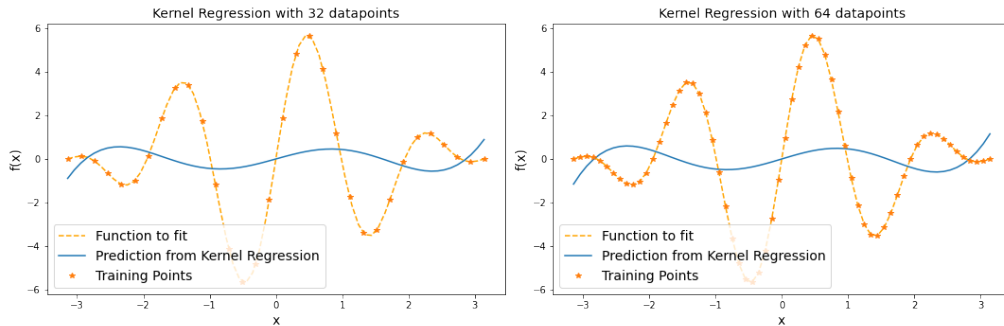 Kernel Regression with 32 datapoints
6
4
2
0
−2
−4
−6
f(x)
−3 −2 −1 0 1 2 3
x
Function to fit
Prediction from Kernel Regression
Training Points
Kernel Regression with 64 datapoints
6
4
2
0
−2
−4
−6
f(x)
−3 −2 −1 0 1 2 3
x
Function to fit
Prediction from Kernel Regression
Training Points